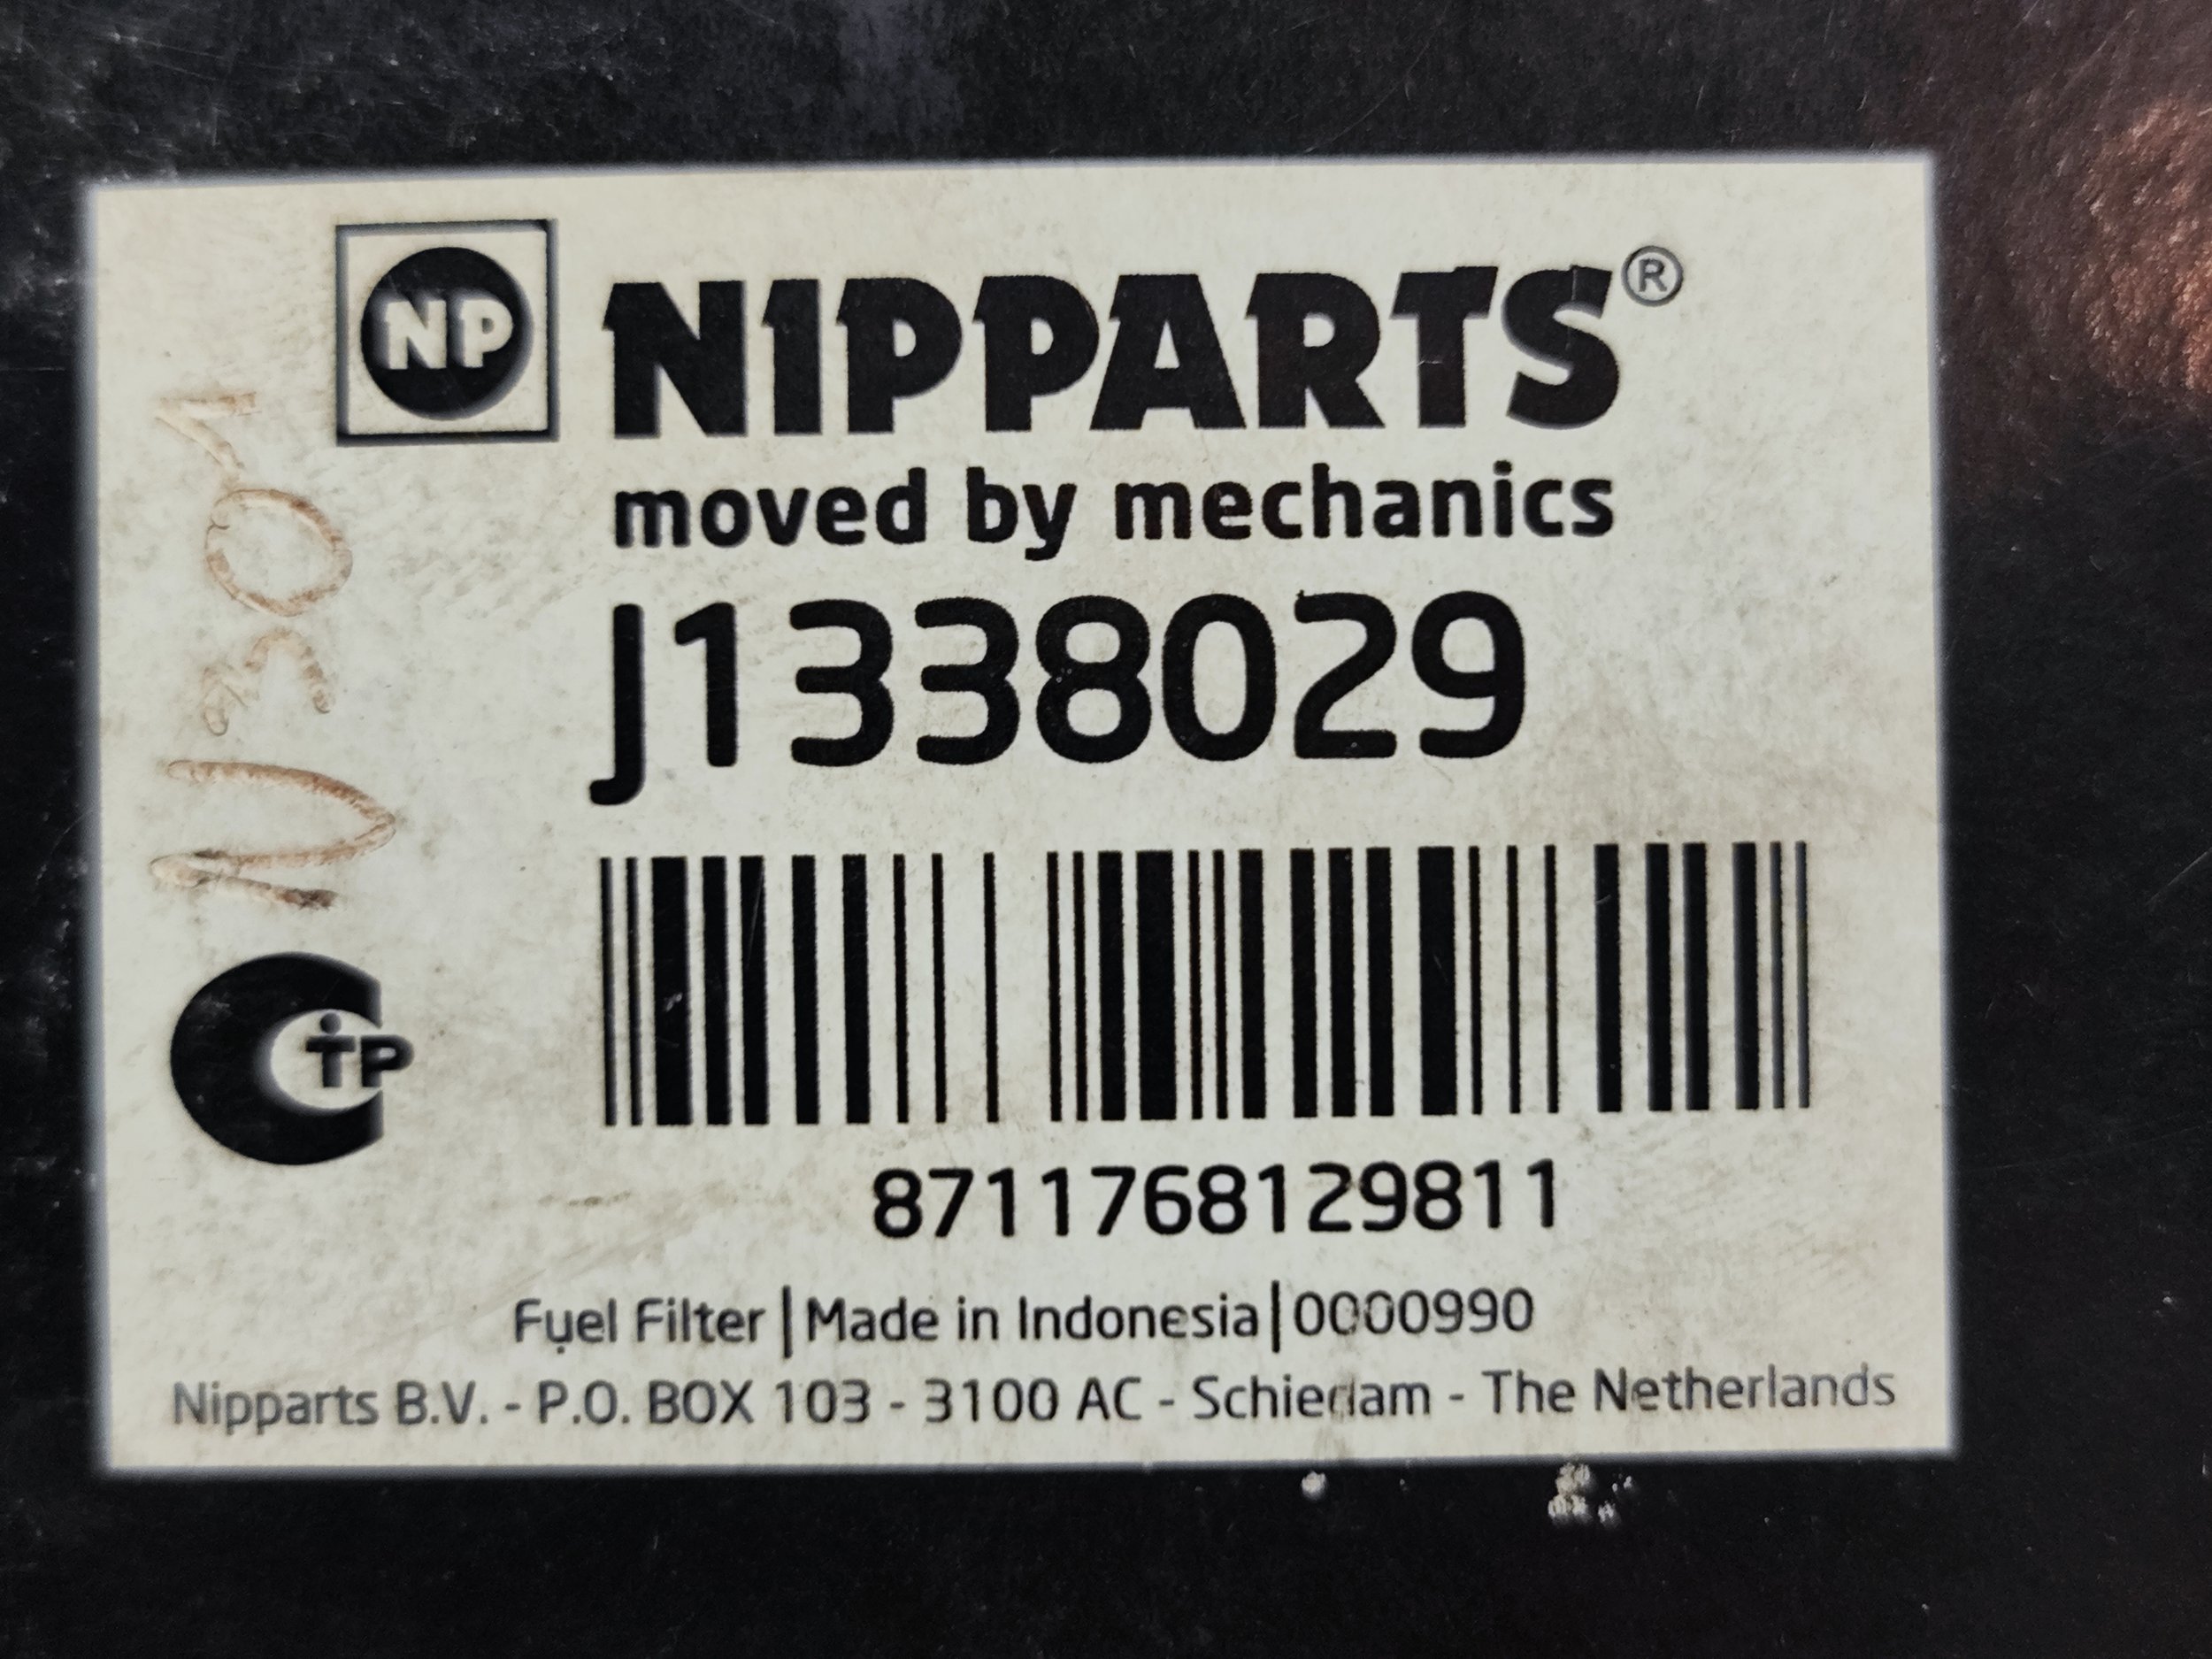 NP NIPPARTS®
moved by mechanics
J1338029
TP
8711768129811
Fuel Filter | Made in Indonesia | 0000990
Nipparts B.V. - P.O. BOX 103 - 3100 AC - Schiedam - The Netherlands